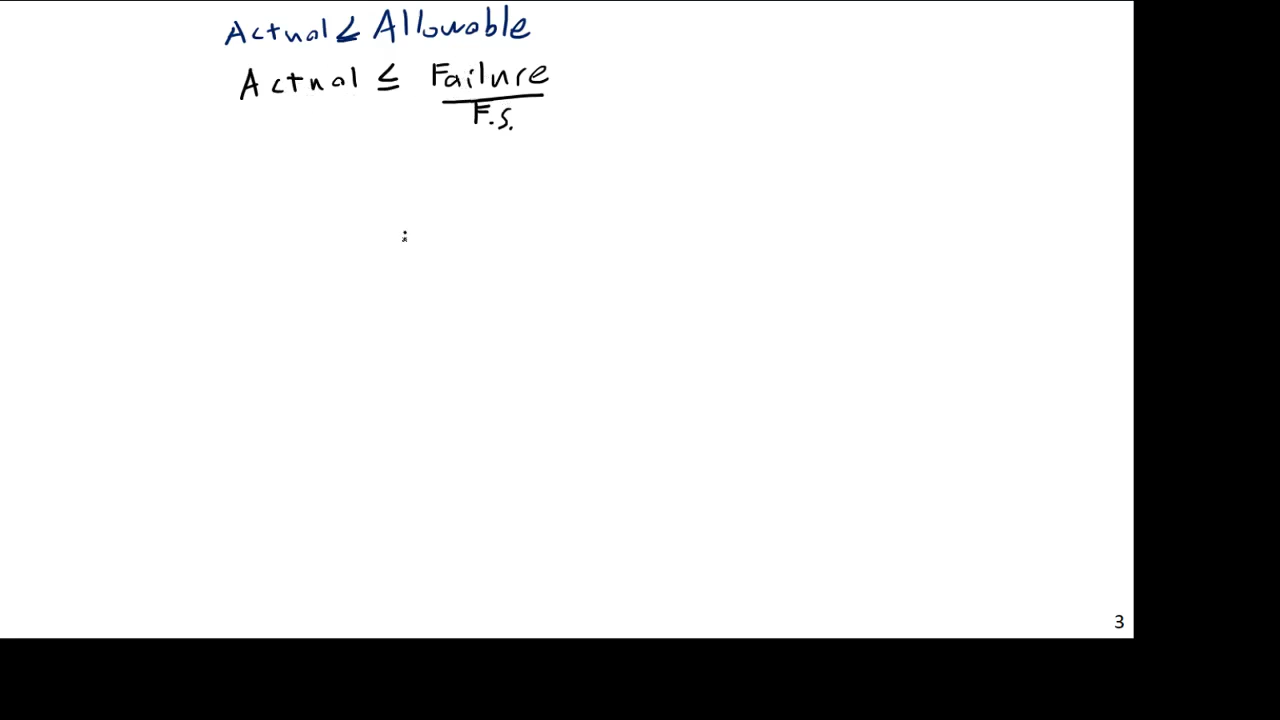 Actual ≤ Allowable
Actual ≤ Failure
F.S.
3